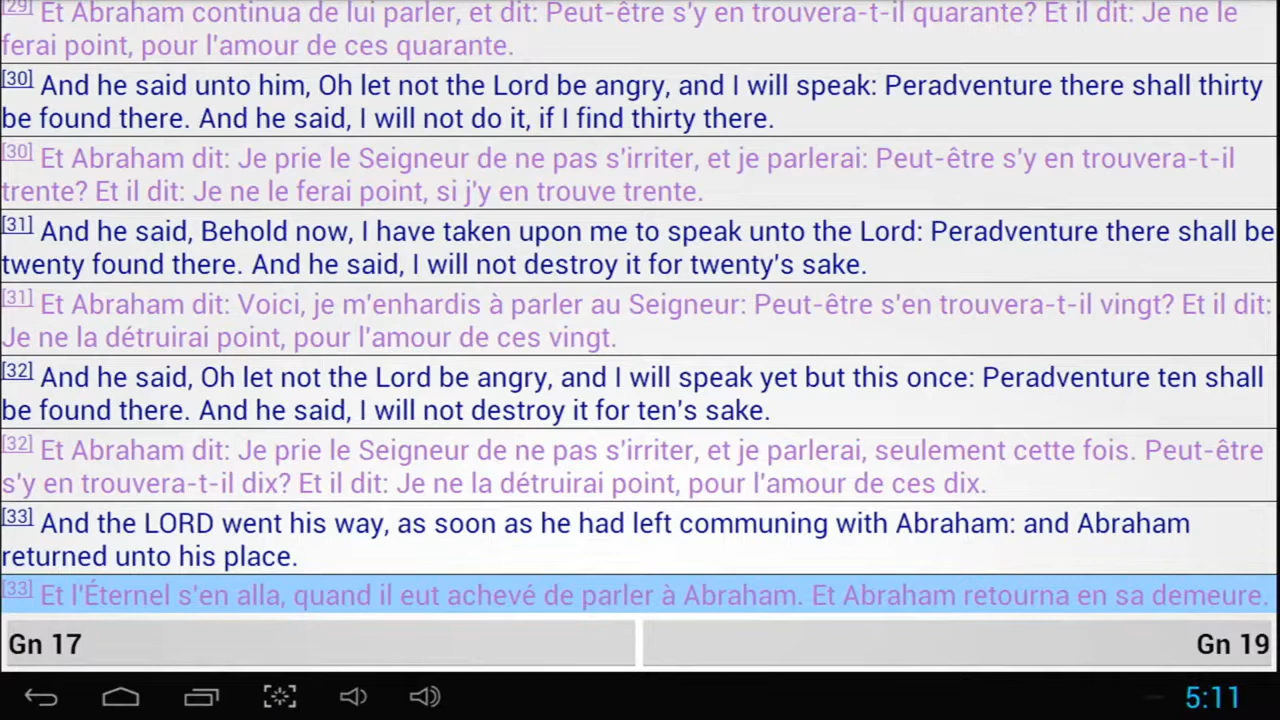 [29] Et Abraham continua de lui parler, et dit: Peut-être s'y en trouvera-t-il quarante? Et il dit: Je ne le
ferai point, pour l'amour de ces quarante.
[30] And he said unto him, Oh let not the Lord be angry, and I will speak: Peradventure there shall thirty
be found there. And he said, I will not do it, if I find thirty there.
[30] Et Abraham dit: Je prie le Seigneur de ne pas s'irriter, et je parlerai: Peut-être s'y en trouvera-t-il
trente? Et il dit: Je ne le ferai point, si j'y en trouve trente.
[31] And he said, Behold now, I have taken upon me to speak unto the Lord: Peradventure there shall be
twenty found there. And he said, I will not destroy it for twenty's sake.
[31] Et Abraham dit: Voici, je m'enhardis à parler au Seigneur: Peut-être s'en trouvera-t-il vingt? Et il dit:
Je ne la détruirai point, pour l'amour de ces vingt.
[32] And he said, Oh let not the Lord be angry, and I will speak yet but this once: Peradventure ten shall
be found there. And he said, I will not destroy it for ten's sake.
[32] Et Abraham dit: Je prie le Seigneur de ne pas s'irriter, et je parlerai, seulement cette fois. Peut-être
s'y en trouvera-t-il dix? Et il dit: Je ne la détruirai point, pour l'amour de ces dix.
[33] And the LORD went his way, as soon as he had left communing with Abraham: and Abraham
returned unto his place.
[33] Et l'Éternel s'en alla, quand il eut achevé de parler à Abraham. Et Abraham retourna en sa demeure.
Gn 17
Gn 19
5:11